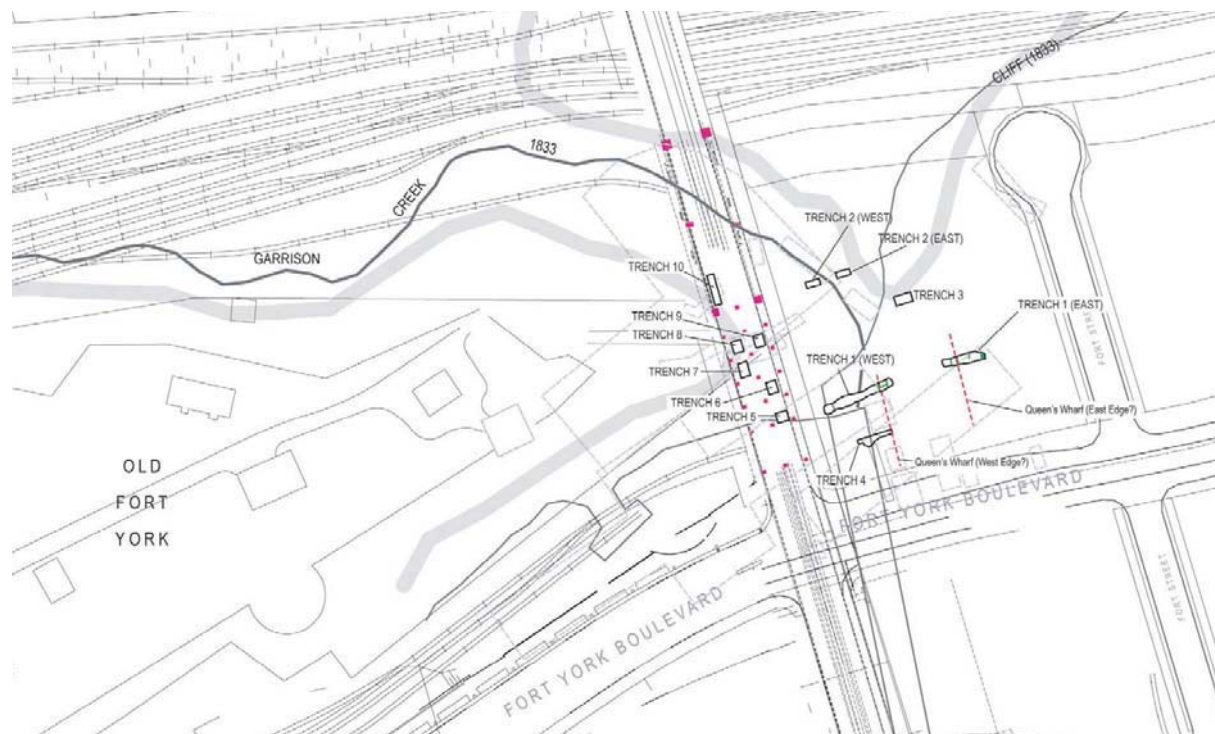 CLIFF (1833)
1833
CREEK
GARRISON
TRENCH 2 (WEST)
TRENCH 2 (EAST)
TRENCH 10
TRENCH 3
TRENCH 1 (EAST)
TRENCH 9
TRENCH 8
TRENCH 1 (WEST)
TRENCH 7
TRENCH 6
TRENCH 5
Queen's Wharf (East Edge?)
Queen's Wharf (West Edge?)
TRENCH 4
OLD
FORT
YORK
FORT YORK BOULEVARD
FORT YORK BOULEVARD
FORT STRE
FORT STREET